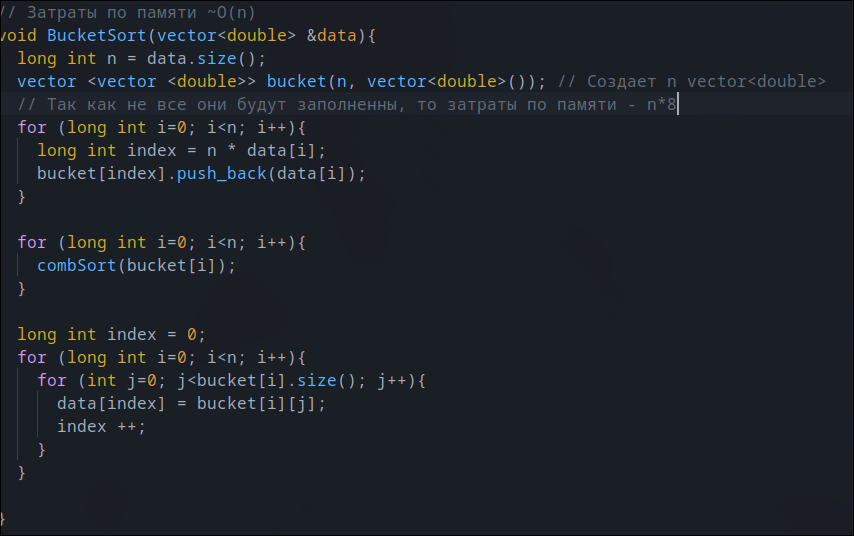 // Затраты по памяти ~O(n)
void BucketSort(vector<double> &data){
long int n = data.size();
vector <vector <double>> bucket(n, vector<double>()); // Создает n vector<double>
// Так как не все они будут заполненны, то затраты по памяти - n*8
for (long int i=0; i<n; i++){
long int index = n * data[i];
bucket[index].push_back(data[i]);
}
for (long int i=0; i<n; i++){
combSort(bucket[i]);
}
long int index = 0;
for (long int i=0; i<n; i++){
for (int j=0; j<bucket[i].size(); j++){
data[index] = bucket[i][j];
index ++;
}
}
}